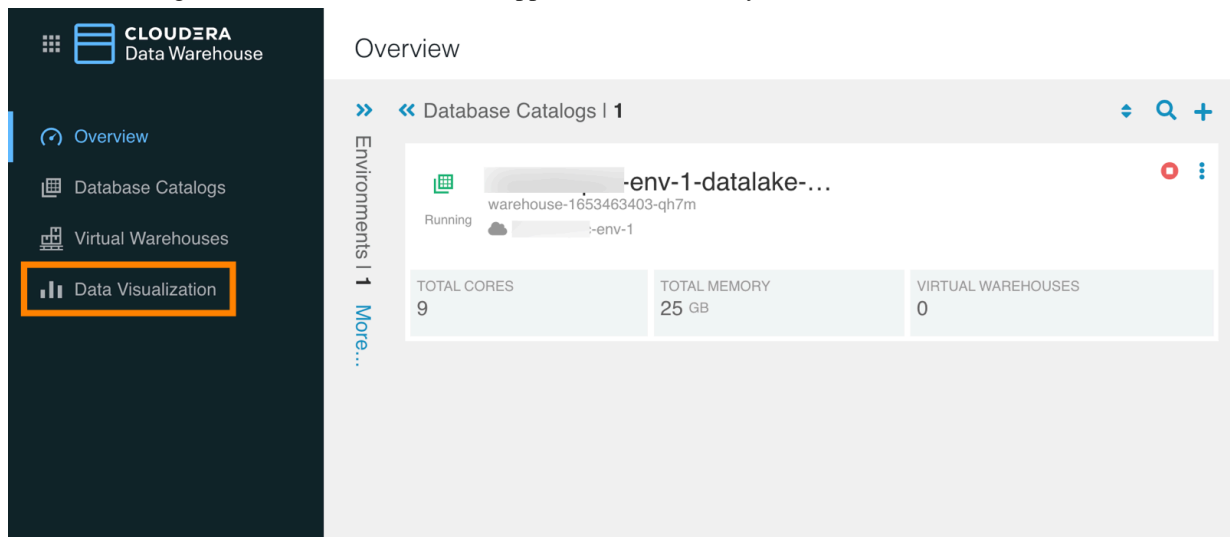 CLOUDERA
Data Warehouse
Overview
Database Catalogs
Virtual Warehouses
Data Visualization
Overview
Environments | 1 More...
Database Catalogs | 1
Running
-env-1-datalake-...
warehouse-1653463403-qh7m
-env-1
TOTAL CORES
9
TOTAL MEMORY
25 GB
VIRTUAL WAREHOUSES
0